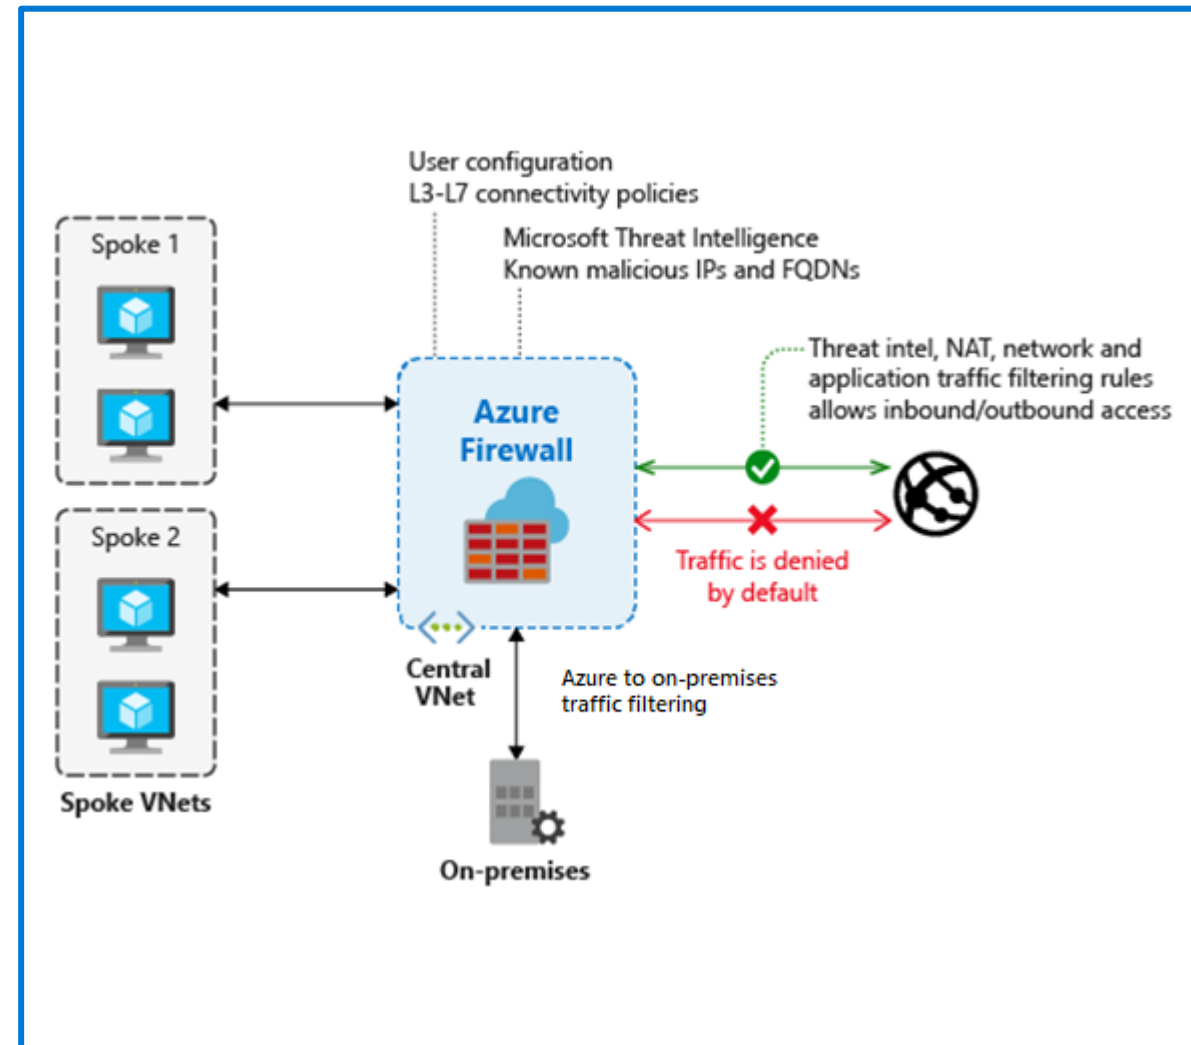 User configuration
L3-L7 connectivity policies
Microsoft Threat Intelligence
Known malicious IPs and FQDNs
Spoke 1
Threat intel, NAT, network and
application traffic filtering rules
allows inbound/outbound access
Azure
Firewall
Spoke 2
Traffic is denied
by default
Central
VNet
Azure to on-premises
traffic filtering
Spoke VNets
On-premises